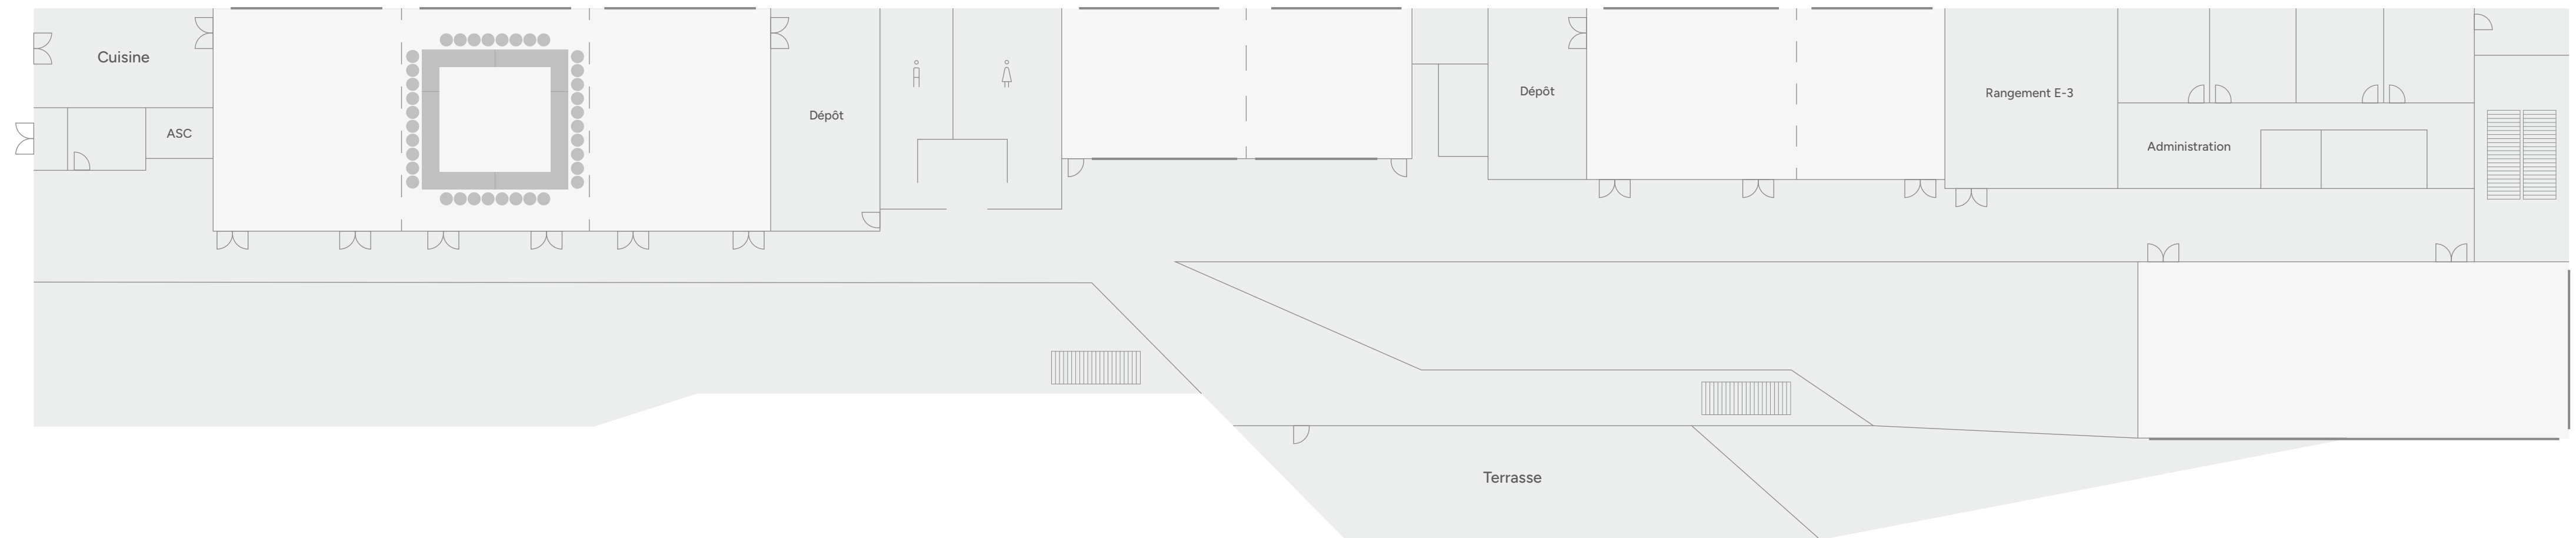 Cuisine
ASC
Dépôt
Dépôt
Rangement E-3
Administration
Terrasse